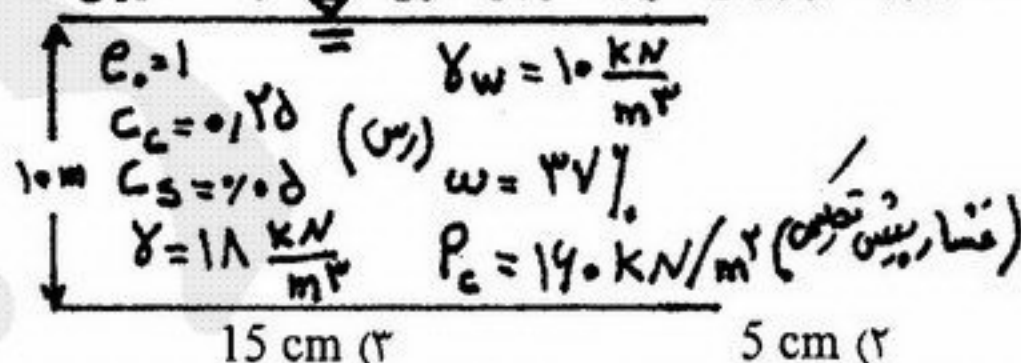 e.=1 γw = ۱۰ kN/m³
Cc = ۰/۲۵ (رس)
۱۰m Cs = ۰/۰۵ ω = ۳۷٪
γ = ۱۸ kN/m³ Pc = ۱۶۰ kN/m² (فشار پیش تحکیمی)
15 cm (۳ 5 cm (۲